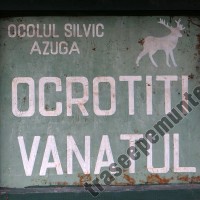 OCOLUL SILVIC
AZUGA
OCROTITI
VANATUL
traseepemunte